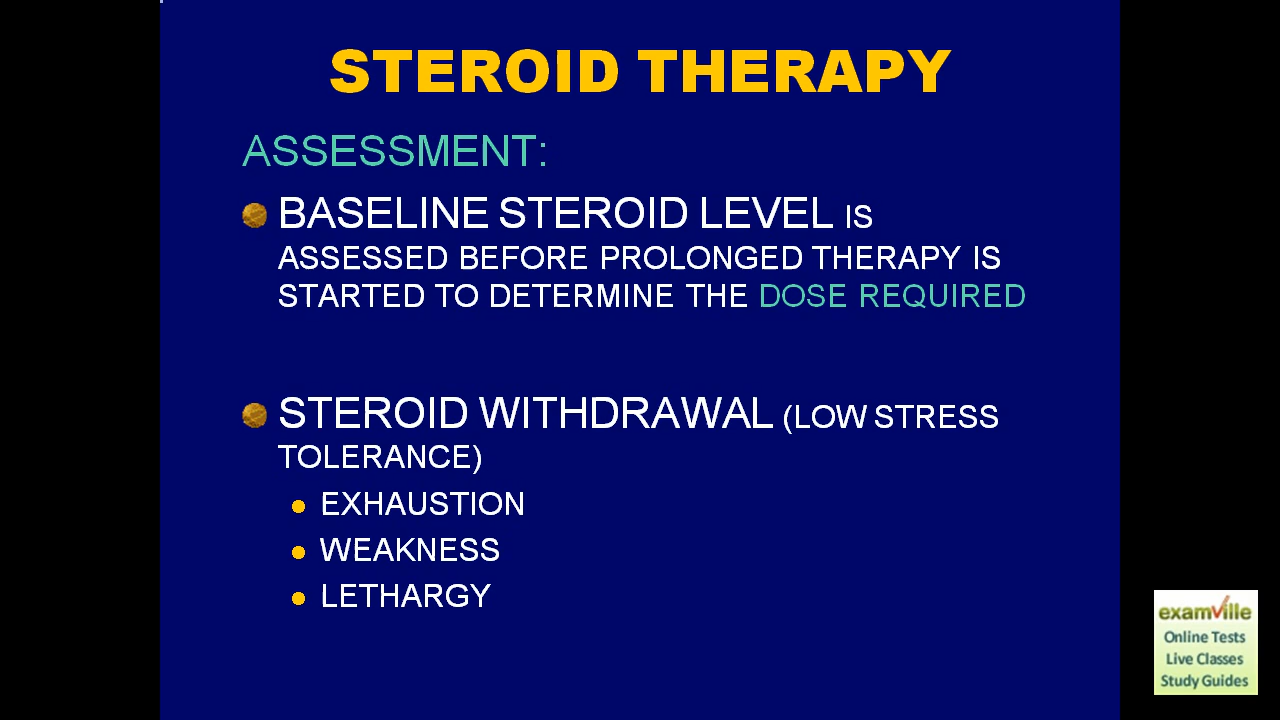 STEROID THERAPY
ASSESSMENT:
BASELINE STEROID LEVEL IS
ASSESSED BEFORE PROLONGED THERAPY IS
STARTED TO DETERMINE THE DOSE REQUIRED
STEROID WITHDRAWAL (LOW STRESS
TOLERANCE)
EXHAUSTION
WEAKNESS
LETHARGY
examville
Online Tests
Live Classes
Study Guides